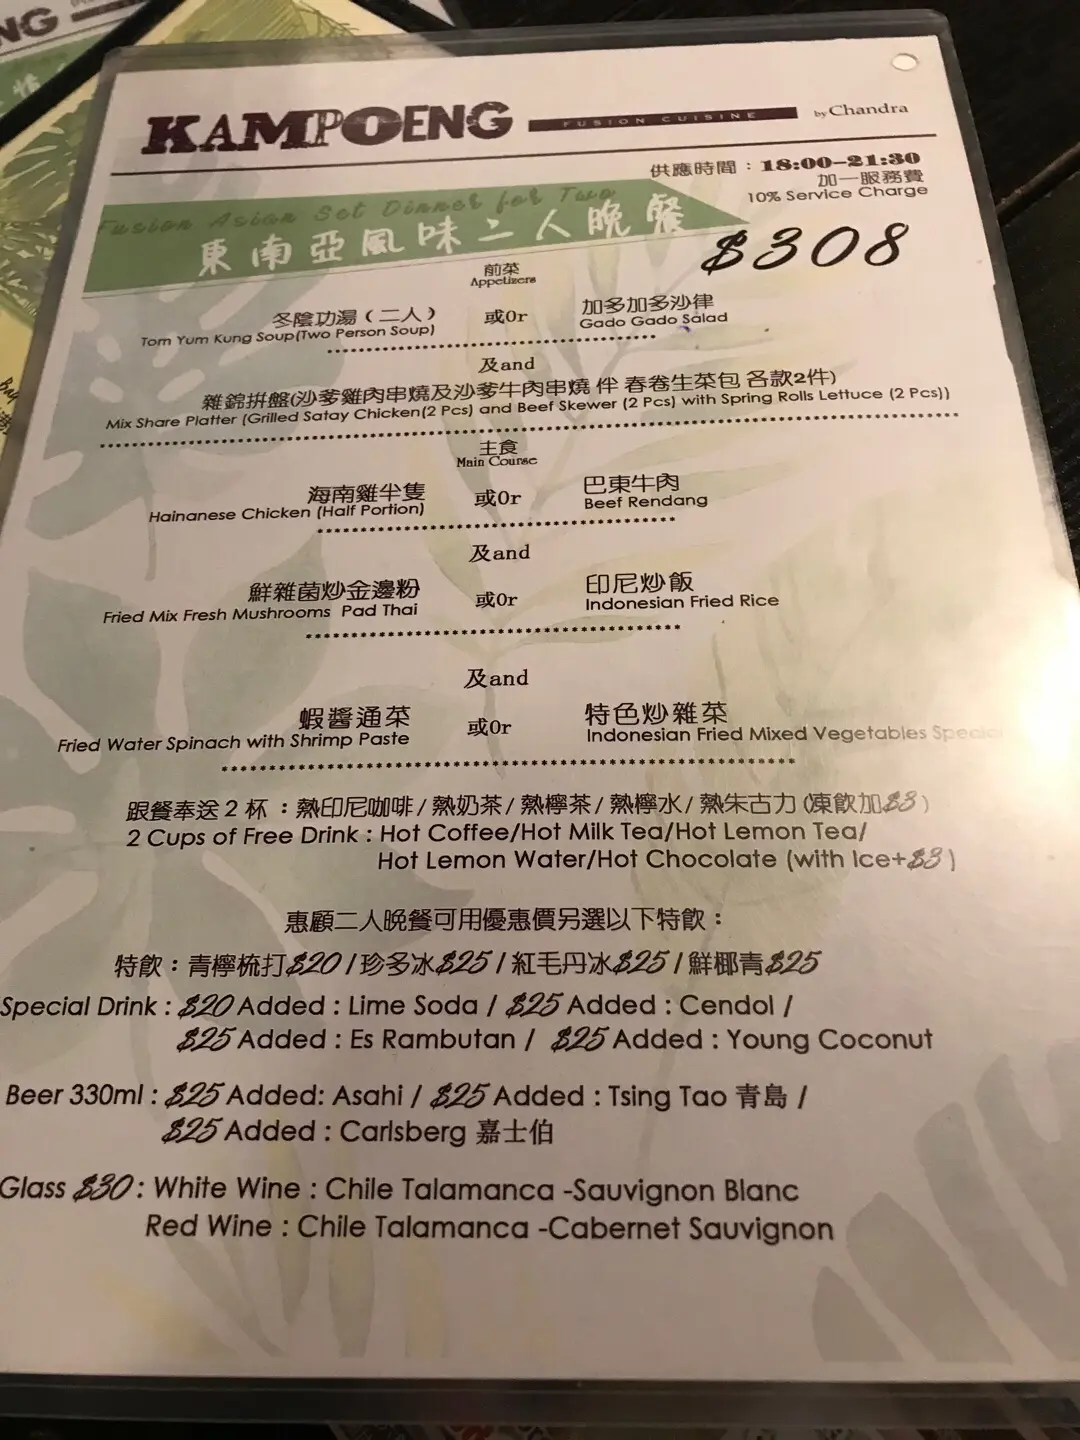 KAMPOENG FUSION CUISINE by Chandra
供應時間：18:00-21:30
加一服務費
10% Service Charge
Fusion Asian Set Dinner for Two
東南亞風味二人晚餐 $308
前菜
Appetizers
冬陰功湯（二人） 或Or 加多加多沙律
Tom Yum Kung Soup(Two Person Soup) Gado Gado Salad
及and
雜錦拼盤(沙爹雞肉串燒及沙爹牛肉串燒 伴 春卷生菜包 各款2件)
Mix Share Platter (Grilled Satay Chicken(2 Pcs) and Beef Skewer (2 Pcs) with Spring Rolls Lettuce (2 Pcs))
主食
Main Course
海南雞半隻 或Or 巴東牛肉
Hainanese Chicken (Half Portion) Beef Rendang
及and
鮮雜菌炒金邊粉 或Or 印尼炒飯
Fried Mix Fresh Mushrooms Pad Thai Indonesian Fried Rice
及and
蝦醬通菜 或Or 特色炒雜菜
Fried Water Spinach with Shrimp Paste Indonesian Fried Mixed Vegetables Special
跟餐奉送2杯：熱印尼咖啡/熱奶茶/熱檸茶/熱檸水/熱朱古力(凍飲加$3)
2 Cups of Free Drink : Hot Coffee/Hot Milk Tea/Hot Lemon Tea/
Hot Lemon Water/Hot Chocolate (with Ice+$3)
惠顧二人晚餐可用優惠價另選以下特飲：
特飲：青檸梳打$20/珍多冰$25/紅毛丹冰$25/鮮椰青$25
Special Drink : $20 Added : Lime Soda / $25 Added : Cendol /
$25 Added : Es Rambutan / $25 Added : Young Coconut
Beer 330ml : $25 Added: Asahi / $25 Added : Tsing Tao 青島 /
$25 Added : Carlsberg 嘉士伯
Glass $30 : White Wine : Chile Talamanca -Sauvignon Blanc
Red Wine : Chile Talamanca -Cabernet Sauvignon